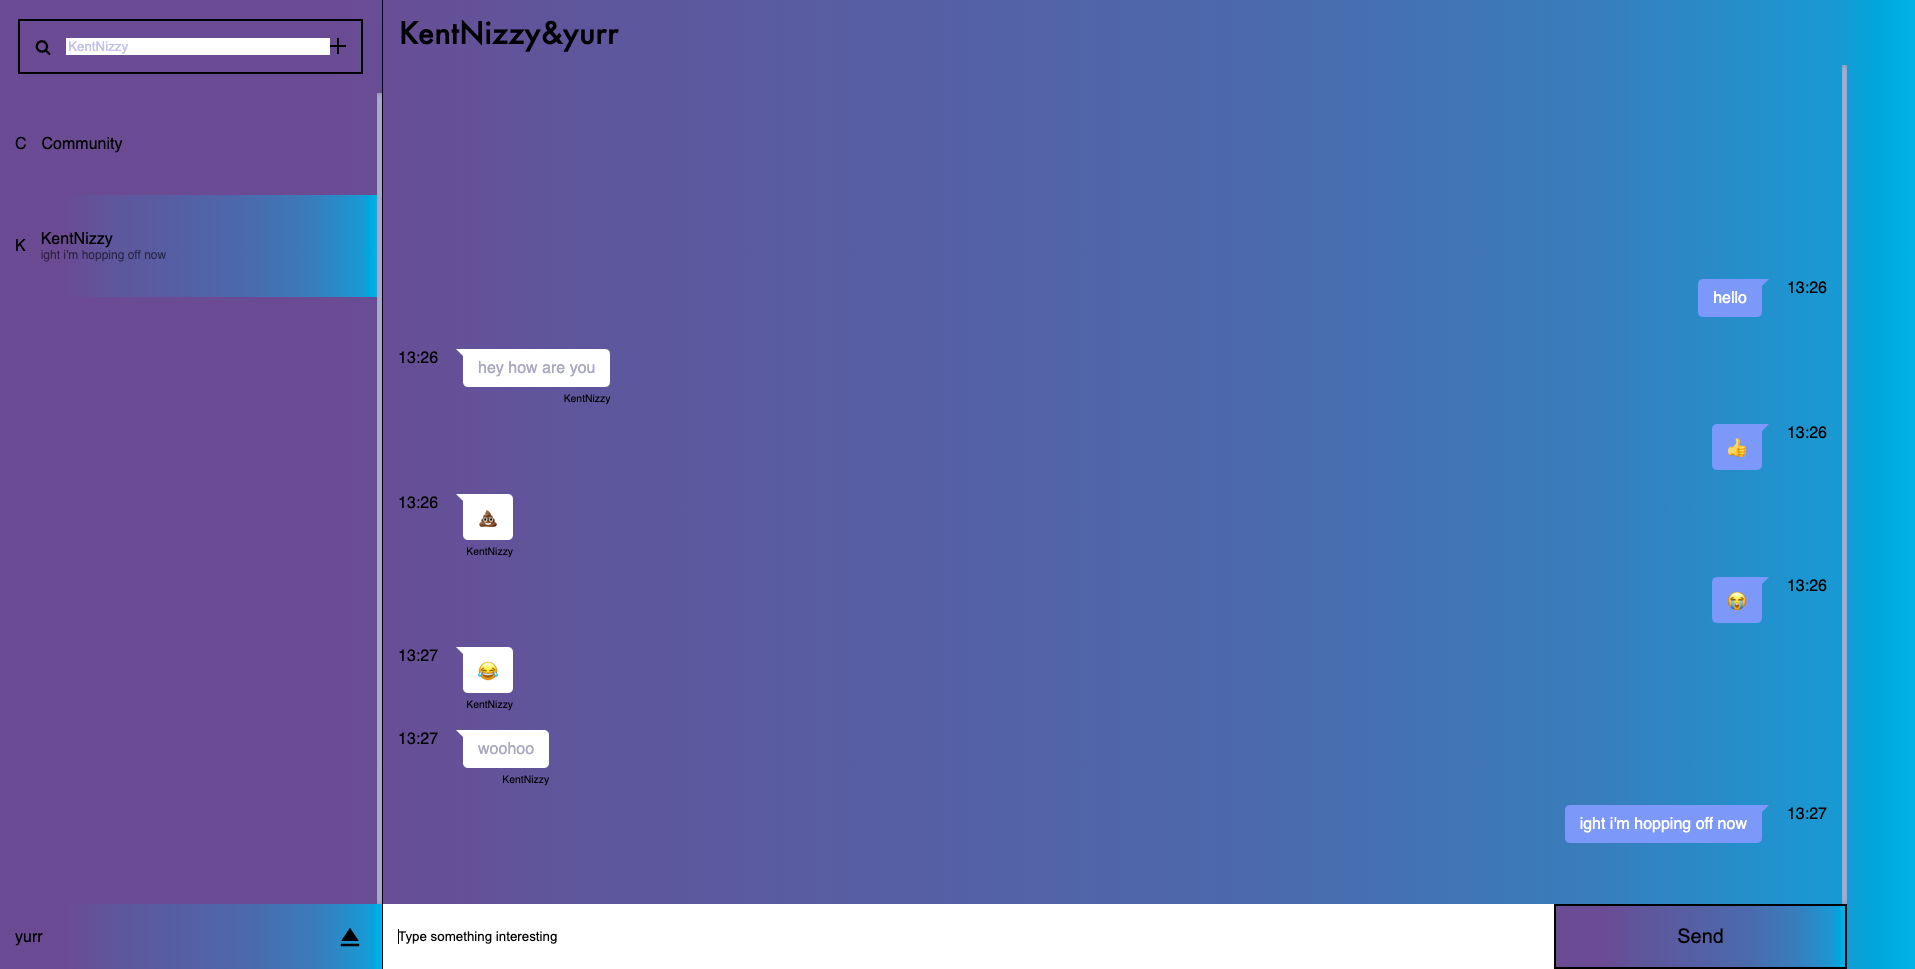 KentNizzy
C Community
K KentNizzy
ight i'm hopping off now
yurr
KentNizzy&yurr
hello 13:26
13:26 hey how are you
KentNizzy
👍 13:26
13:26 💩
KentNizzy
😭 13:26
13:27 😂
KentNizzy
13:27 woohoo
KentNizzy
ight i'm hopping off now 13:27
Type something interesting
Send